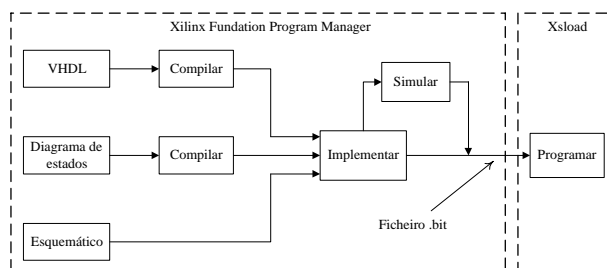 Xilinx Fundation Program Manager
Xsload
VHDL
Compilar
Simular
Diagrama de
estados
Compilar
Implementar
Programar
Ficheiro .bit
Esquemático